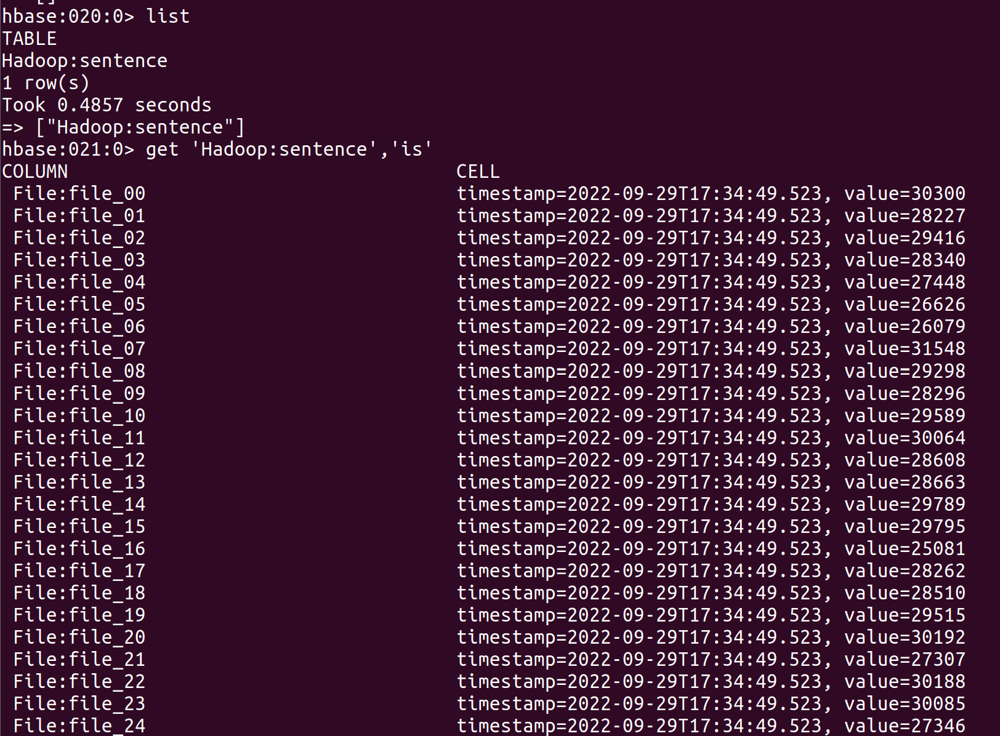 hbase:020:0> list
TABLE
Hadoop:sentence
1 row(s)
Took 0.4857 seconds
=> ["Hadoop:sentence"]
hbase:021:0> get 'Hadoop:sentence','is'
COLUMN CELL
File:file_00 timestamp=2022-09-29T17:34:49.523, value=30300
File:file_01 timestamp=2022-09-29T17:34:49.523, value=28227
File:file_02 timestamp=2022-09-29T17:34:49.523, value=29416
File:file_03 timestamp=2022-09-29T17:34:49.523, value=28340
File:file_04 timestamp=2022-09-29T17:34:49.523, value=27448
File:file_05 timestamp=2022-09-29T17:34:49.523, value=26626
File:file_06 timestamp=2022-09-29T17:34:49.523, value=26079
File:file_07 timestamp=2022-09-29T17:34:49.523, value=31548
File:file_08 timestamp=2022-09-29T17:34:49.523, value=29298
File:file_09 timestamp=2022-09-29T17:34:49.523, value=28296
File:file_10 timestamp=2022-09-29T17:34:49.523, value=29589
File:file_11 timestamp=2022-09-29T17:34:49.523, value=30064
File:file_12 timestamp=2022-09-29T17:34:49.523, value=28608
File:file_13 timestamp=2022-09-29T17:34:49.523, value=28663
File:file_14 timestamp=2022-09-29T17:34:49.523, value=29789
File:file_15 timestamp=2022-09-29T17:34:49.523, value=29795
File:file_16 timestamp=2022-09-29T17:34:49.523, value=25081
File:file_17 timestamp=2022-09-29T17:34:49.523, value=28262
File:file_18 timestamp=2022-09-29T17:34:49.523, value=28510
File:file_19 timestamp=2022-09-29T17:34:49.523, value=29515
File:file_20 timestamp=2022-09-29T17:34:49.523, value=30192
File:file_21 timestamp=2022-09-29T17:34:49.523, value=27307
File:file_22 timestamp=2022-09-29T17:34:49.523, value=30188
File:file_23 timestamp=2022-09-29T17:34:49.523, value=30085
File:file_24 timestamp=2022-09-29T17:34:49.523, value=27346